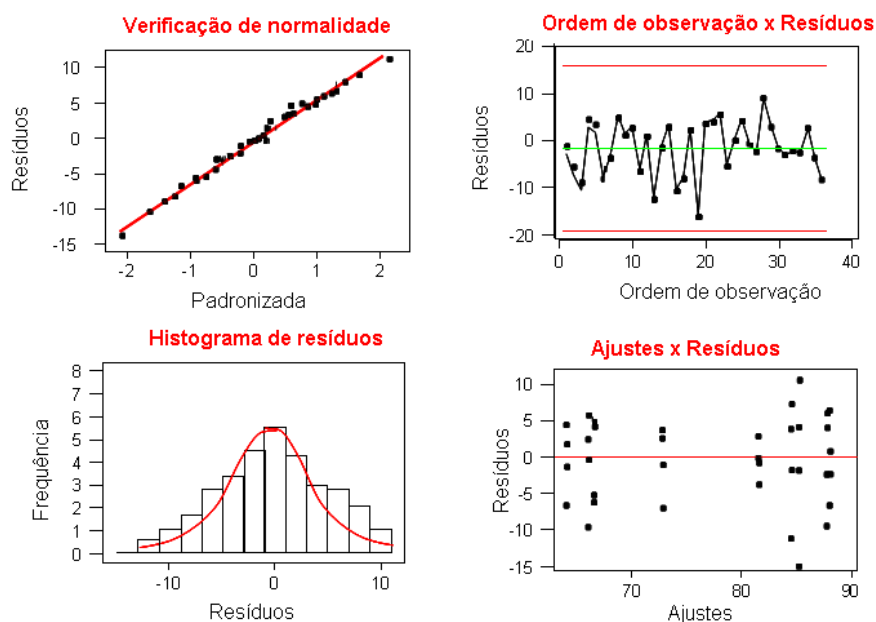 Verificação de normalidade
Resíduos
10
5
0
-5
-10
-15
-2 -1 0 1 2
Padronizada
Ordem de observação x Resíduos
Resíduos
20
10
0
-10
-20
0 10 20 30 40
Ordem de observação
Histograma de resíduos
Frequência
8
7
6
5
4
3
2
1
0
-10 0 10
Resíduos
Ajustes x Resíduos
Resíduos
10
5
0
-5
-10
-15
70 80 90
Ajustes